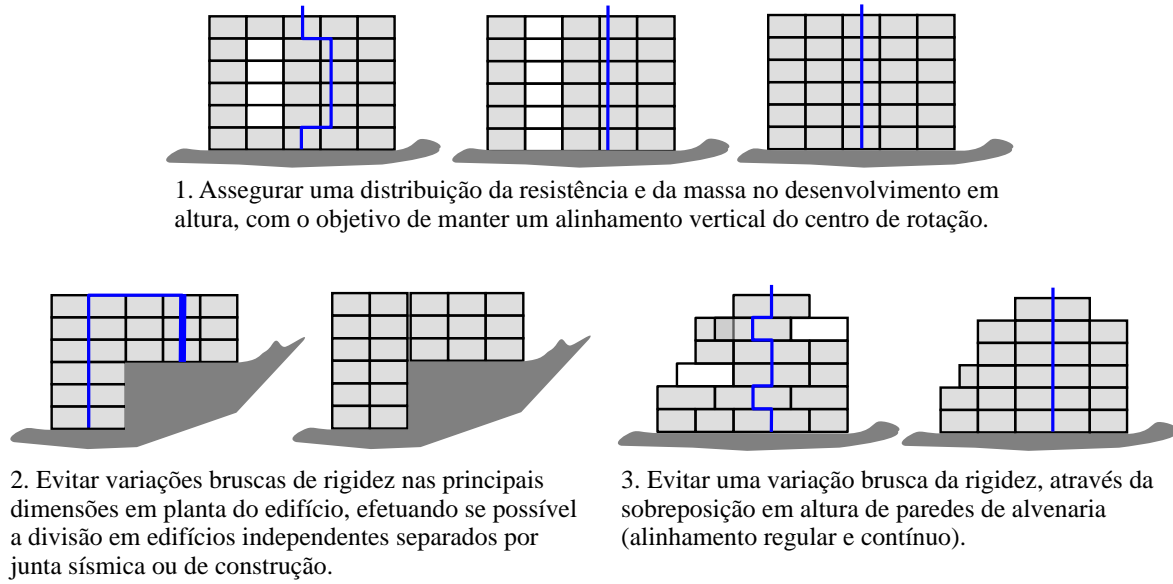 1. Assegurar uma distribuição da resistência e da massa no desenvolvimento em
altura, com o objetivo de manter um alinhamento vertical do centro de rotação.
2. Evitar variações bruscas de rigidez nas principais
dimensões em planta do edifício, efetuando se possível
a divisão em edifícios independentes separados por
junta sísmica ou de construção.
3. Evitar uma variação brusca da rigidez, através da
sobreposição em altura de paredes de alvenaria
(alinhamento regular e contínuo).